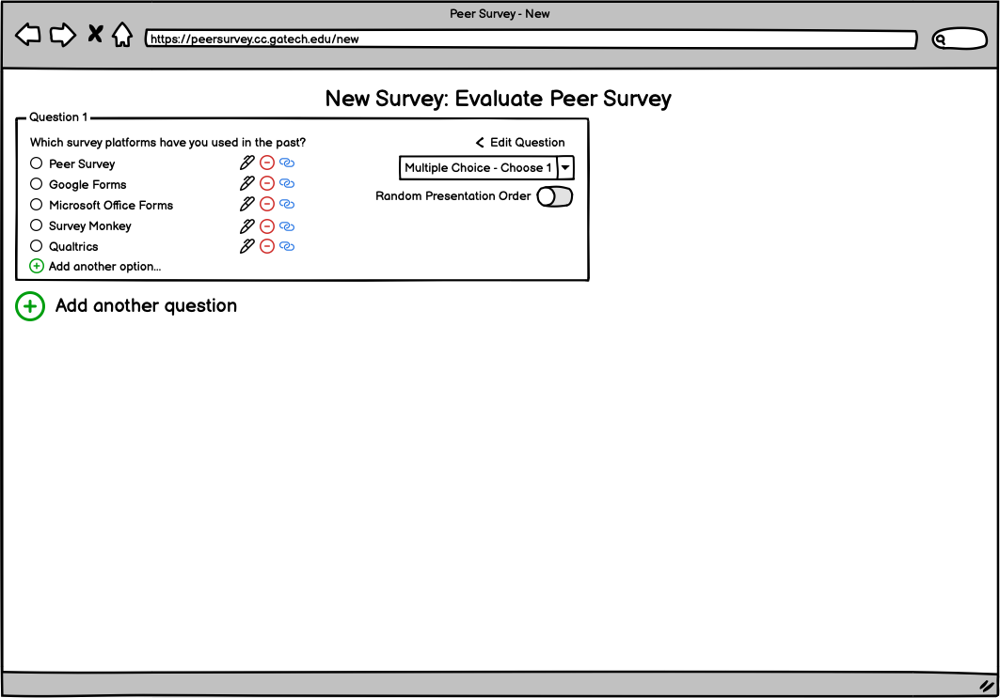 Peer Survey - New
https://peersurvey.cc.gatech.edu/new
New Survey: Evaluate Peer Survey
Question 1
Which survey platforms have you used in the past?
Edit Question
Peer Survey
Multiple Choice - Choose 1
Google Forms
Random Presentation Order
Microsoft Office Forms
Survey Monkey
Qualtrics
Add another option...
Add another question